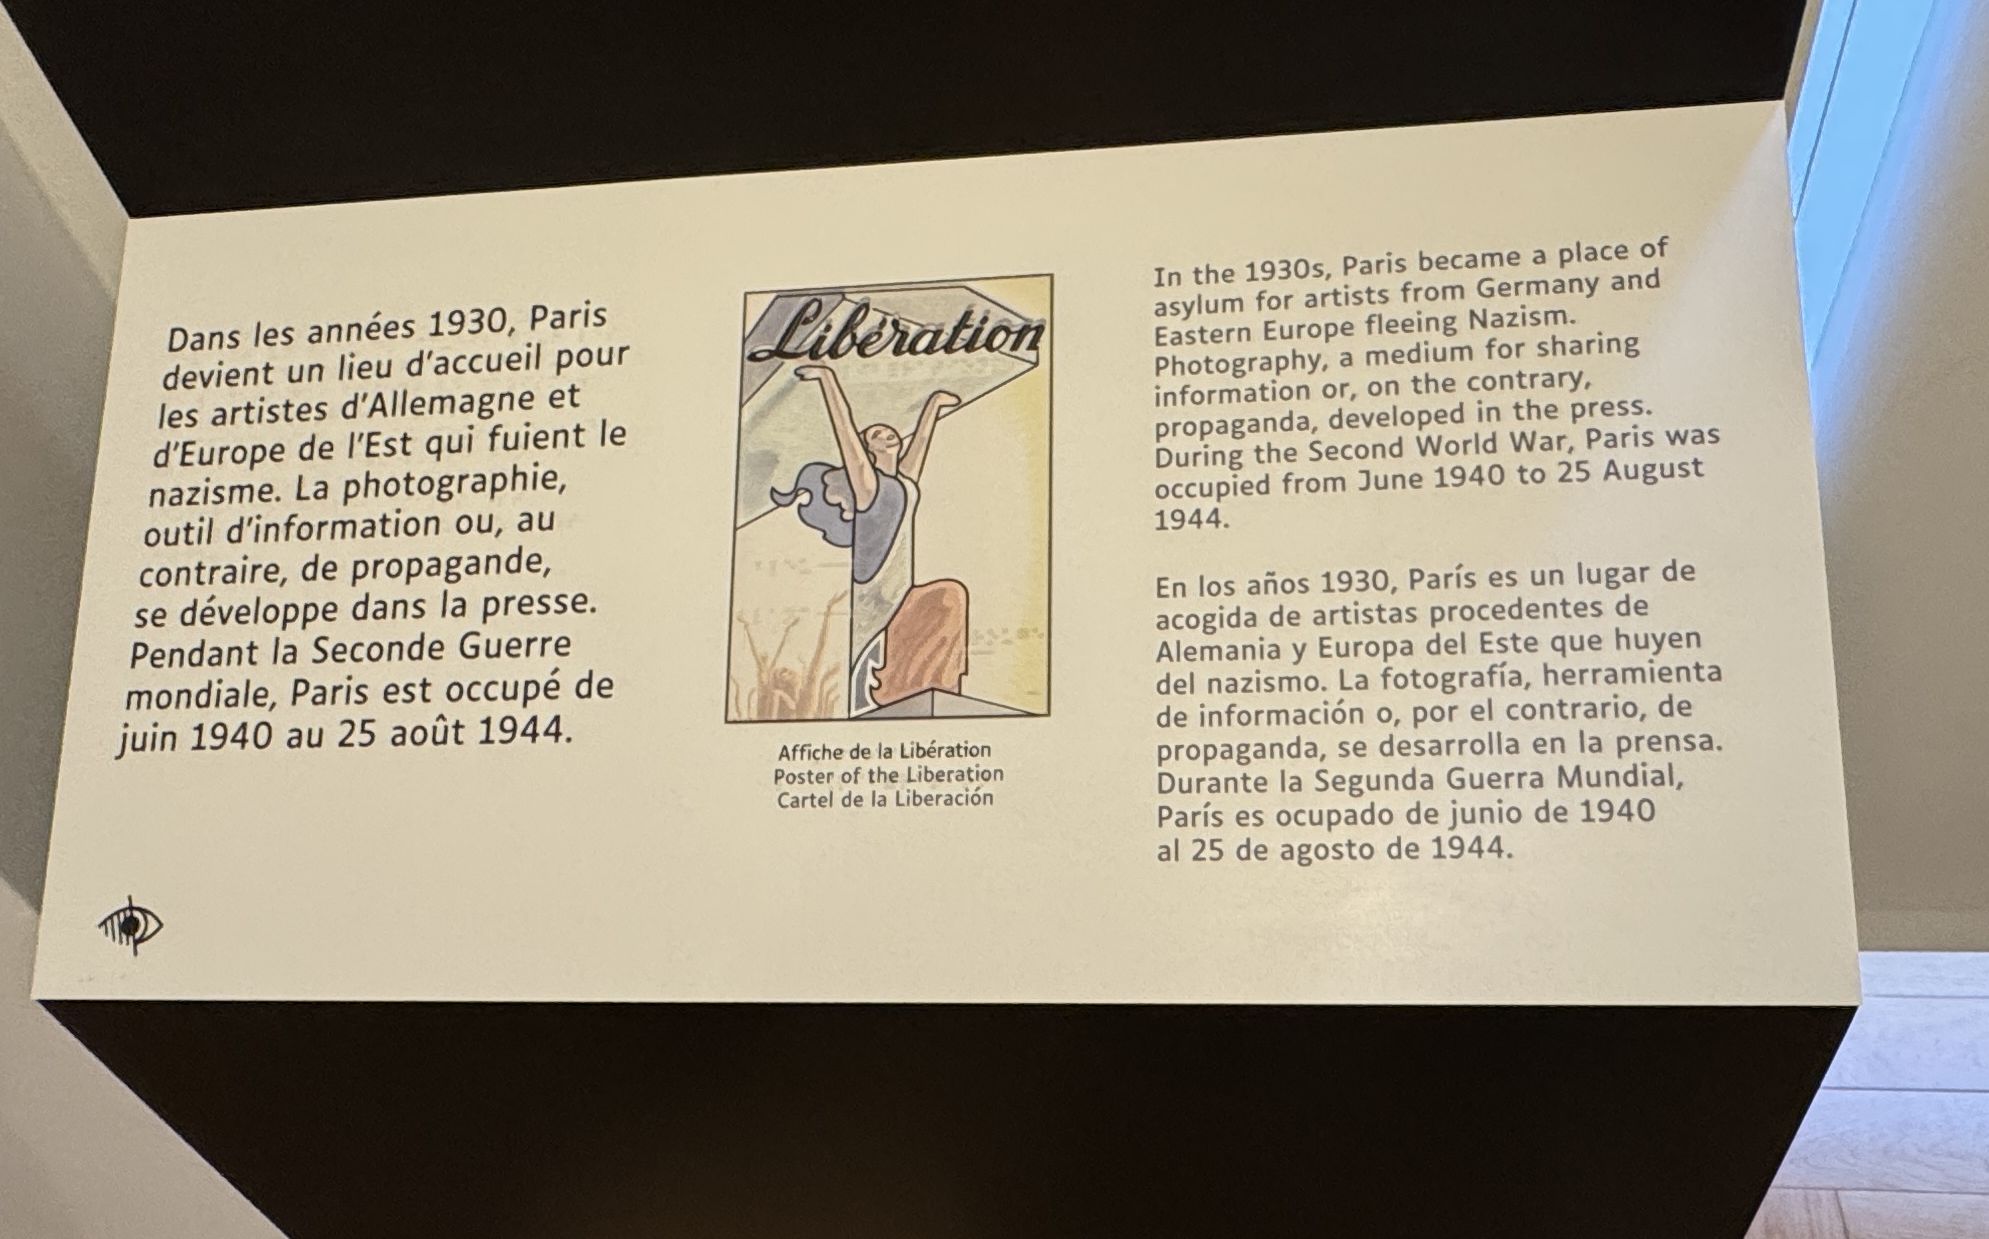 Dans les années 1930, Paris
devient un lieu d'accueil pour
les artistes d'Allemagne et
d'Europe de l'Est qui fuient le
nazisme. La photographie,
outil d'information ou, au
contraire, de propagande,
se développe dans la presse.
Pendant la Seconde Guerre
mondiale, Paris est occupé de
juin 1940 au 25 août 1944.
Libération
Affiche de la Libération
Poster of the Liberation
Cartel de la Liberación
In the 1930s, Paris became a place of
asylum for artists from Germany and
Eastern Europe fleeing Nazism.
Photography, a medium for sharing
information or, on the contrary,
propaganda, developed in the press.
During the Second World War, Paris was
occupied from June 1940 to 25 August
1944.
En los años 1930, París es un lugar de
acogida de artistas procedentes de
Alemania y Europa del Este que huyen
del nazismo. La fotografía, herramienta
de información o, por el contrario, de
propaganda, se desarrolla en la prensa.
Durante la Segunda Guerra Mundial,
París es ocupado de junio de 1940
al 25 de agosto de 1944.